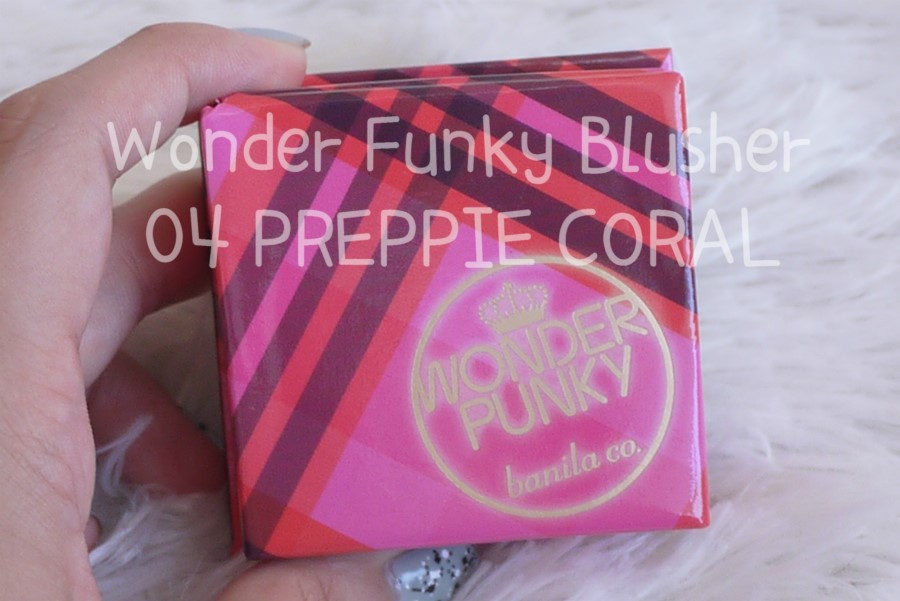 Wonder Funky Blusher
04 PREPPIE CORAL
WONDER
PUNKY
banila co.